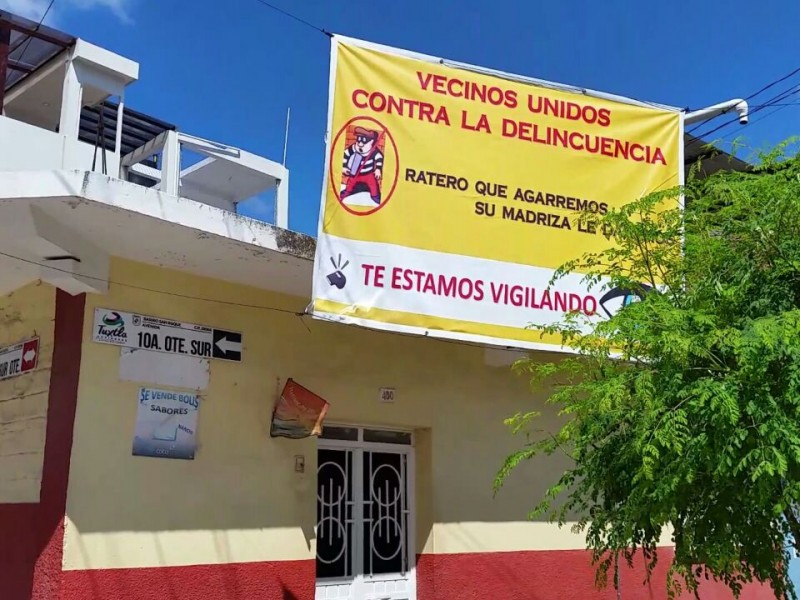 VECINOS UNIDOS
CONTRA LA DELINCUENCIA
RATERO QUE AGARREMOS
SU MADRIZA LE
TE ESTAMOS VIGILANDO
Tuxtla
10A. OTE. SUR
SUR OTE.
SE VENDE BOLIS
SABORES
400